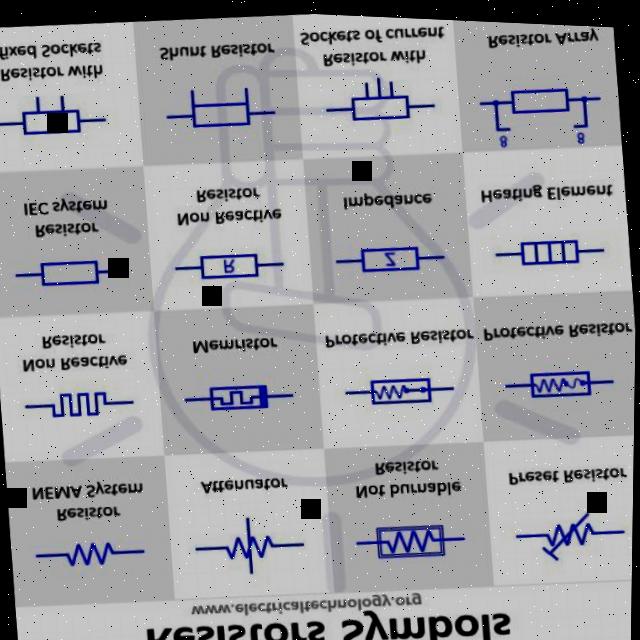 Resistors Symbols
www.electricaltechnology.org
Resistor
NEMA System
Attenuator
Not burnable
Resistor
Preset Resistor
Non Reactive
Resistor
Memristor
Protective Resistor
Protective Resistor
Resistor
IEC system
Non Reactive
Resistor
R
Impedance
Z
Heating Element
Resistor with
fixed Sockets
Shunt Resistor
Resistor with
Sockets of current
Resistor Array
8 8